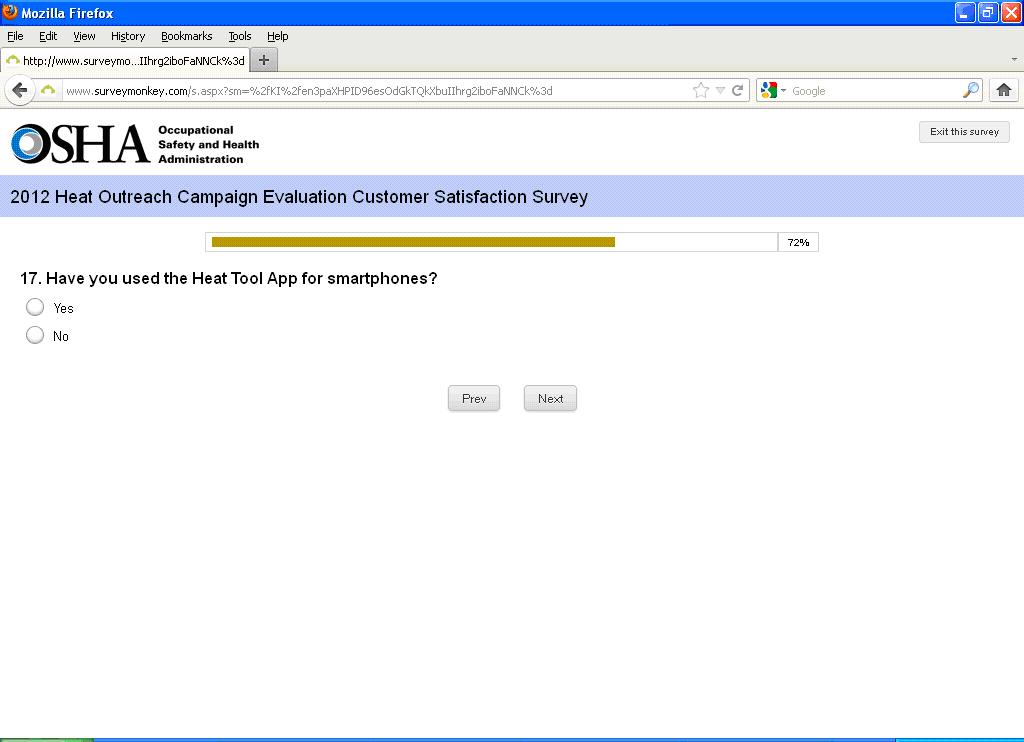 Mozilla Firefox
File Edit View History Bookmarks Tools Help
http://www.surveymo...IIhrg2iboFaNNCk%3d
www.surveymonkey.com/s.aspx?sm=%2fKI%2fen3paXHPID96esOdGkTQkXbuIIhrg2iboFaNNCk%3d Google
OSHA Occupational
Safety and Health
Administration
Exit this survey
2012 Heat Outreach Campaign Evaluation Customer Satisfaction Survey
72%
17. Have you used the Heat Tool App for smartphones?
Yes
No
Prev Next